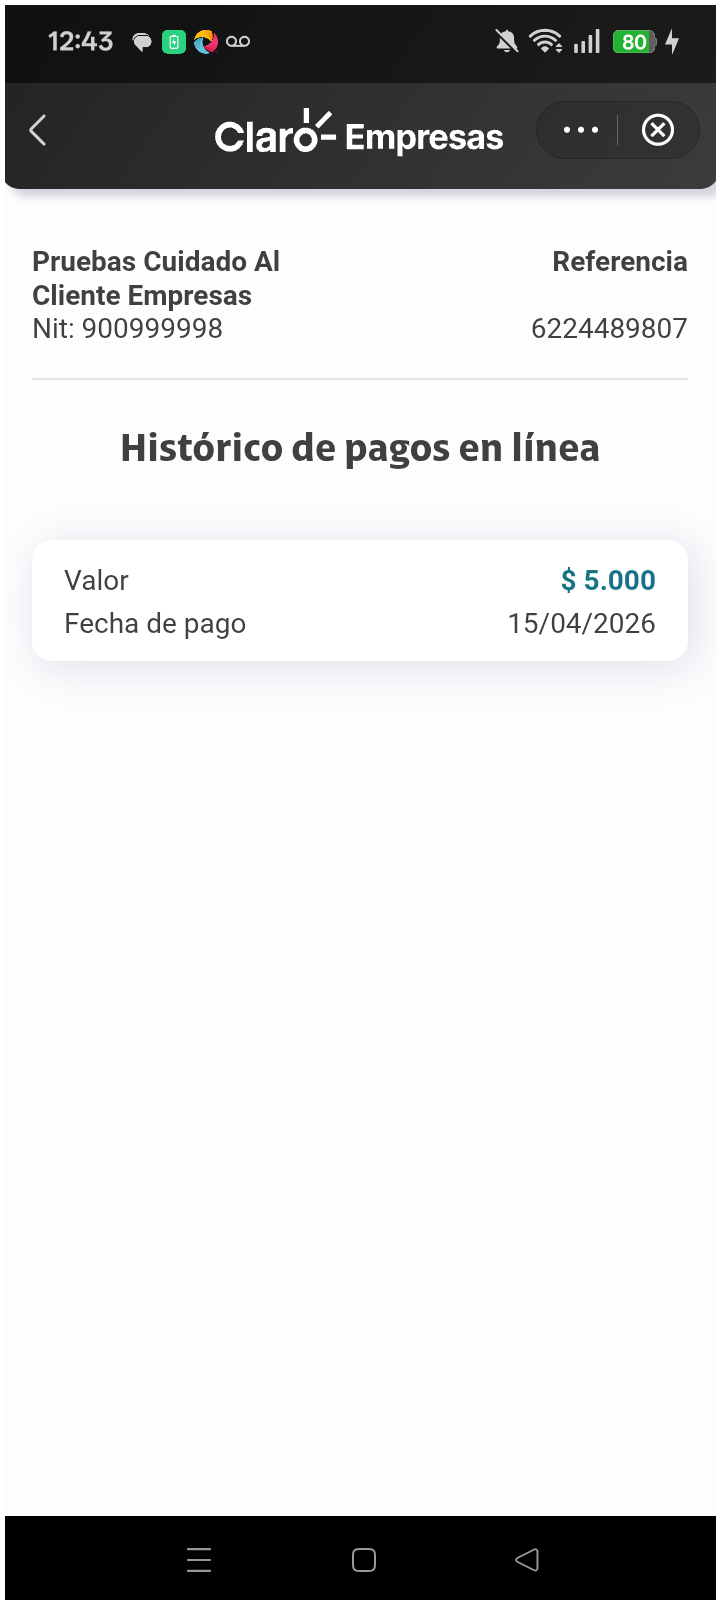 12:43
80
Claro Empresas
Pruebas Cuidado Al
Cliente Empresas
Nit: 900999998
Referencia
6224489807
Histórico de pagos en línea
Valor $ 5.000
Fecha de pago 15/04/2026